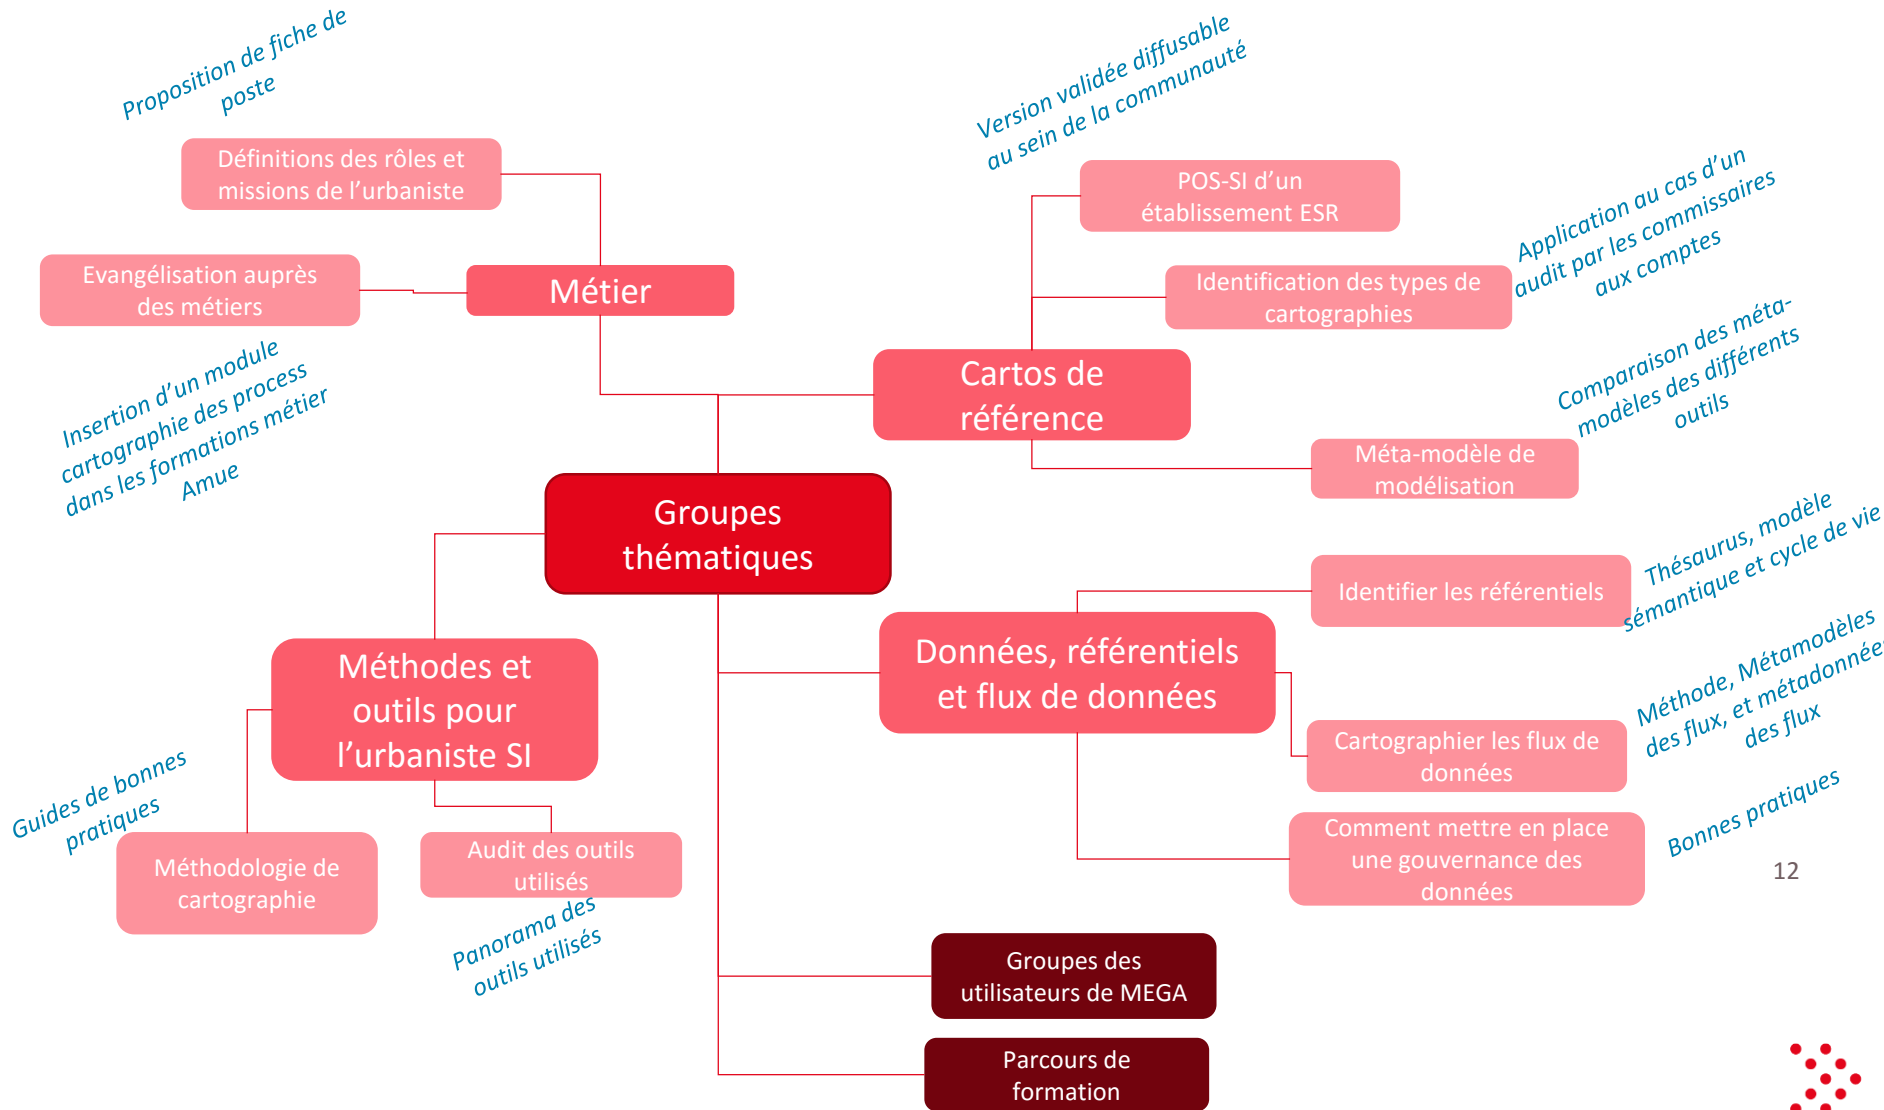 Proposition de fiche de
poste
Définitions des rôles et
missions de l’urbaniste
Evangélisation auprès
des métiers
Métier
Insertion d’un module
cartographie des process
dans les formations métier
Amue
Version validée diffusable
au sein de la communauté
POS-SI d’un
établissement ESR
Application au cas d’un
audit par les commissaires
aux comptes
Identification des types de
cartographies
Cartos de
référence
Comparaison des méta-
modèles des différents
outils
Méta-modèle de
modélisation
Groupes
thématiques
Thésaurus, modèle
sémantique et cycle de vie
Identifier les référentiels
Données, référentiels
et flux de données
Méthode, Métamodèles
des flux, et métadonnées
des flux
Cartographier les flux de
données
Bonnes pratiques
Comment mettre en place
une gouvernance des
données
Méthodes et
outils pour
l’urbaniste SI
Guides de bonnes
pratiques
Méthodologie de
cartographie
Audit des outils
utilisés
Panorama des
outils utilisés
Groupes des
utilisateurs de MEGA
Parcours de
formation
12